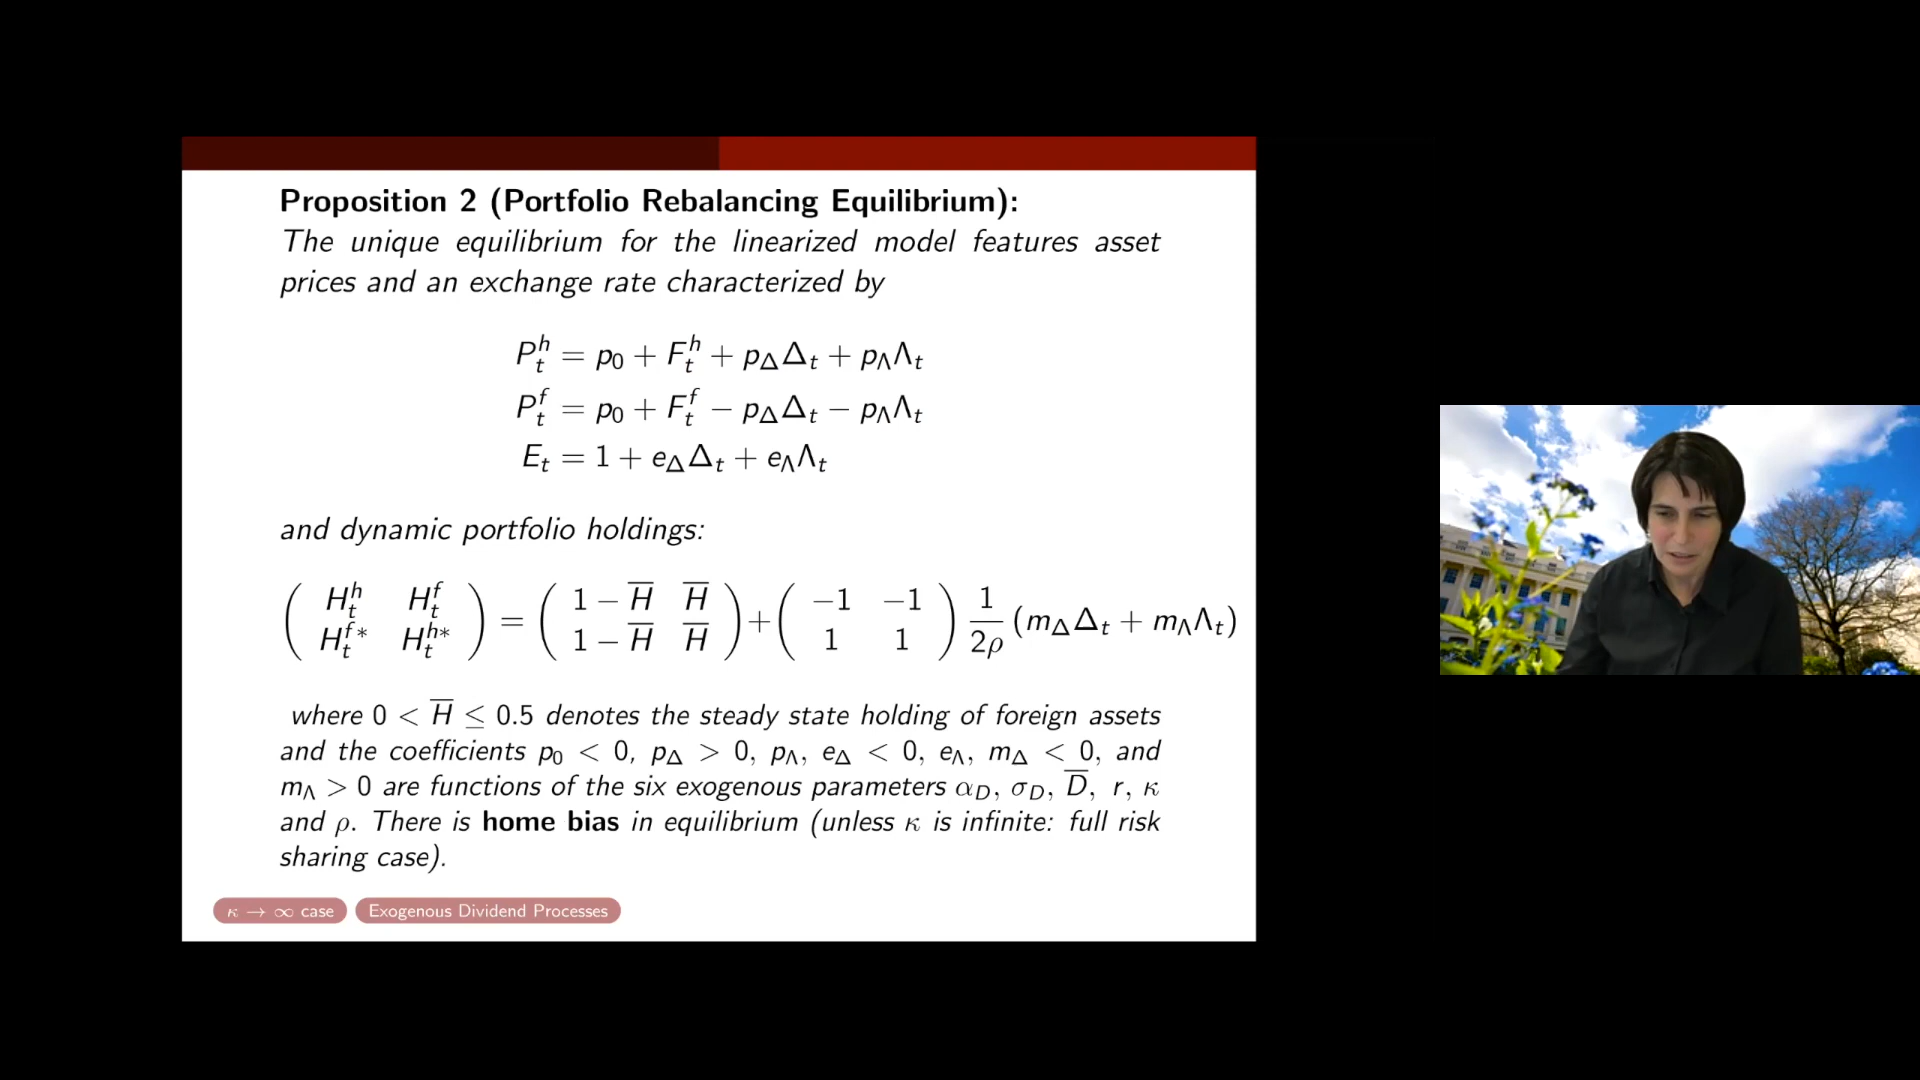 Proposition 2 (Portfolio Rebalancing Equilibrium):
The unique equilibrium for the linearized model features asset
prices and an exchange rate characterized by
P_t^h = p_0 + F_t^h + p_Δ Δ_t + p_Λ Λ_t
P_t^f = p_0 + F_t^f − p_Δ Δ_t − p_Λ Λ_t
E_t = 1 + e_Δ Δ_t + e_Λ Λ_t
and dynamic portfolio holdings:
( H_t^h H_t^f ; H_t^{f*} H_t^{h*} ) = ( 1 − H̅ H̅ ; 1 − H̅ H̅ ) + ( −1 −1 ; 1 1 ) 1/2ρ (m_Δ Δ_t + m_Λ Λ_t)
where 0 < H̅ ≤ 0.5 denotes the steady state holding of foreign assets
and the coefficients p_0 < 0, p_Δ > 0, p_Λ, e_Δ < 0, e_Λ, m_Δ < 0, and
m_Λ > 0 are functions of the six exogenous parameters α_D, σ_D, D̅, r, κ
and ρ. There is home bias in equilibrium (unless κ is infinite: full risk
sharing case).
κ → ∞ case
Exogenous Dividend Processes